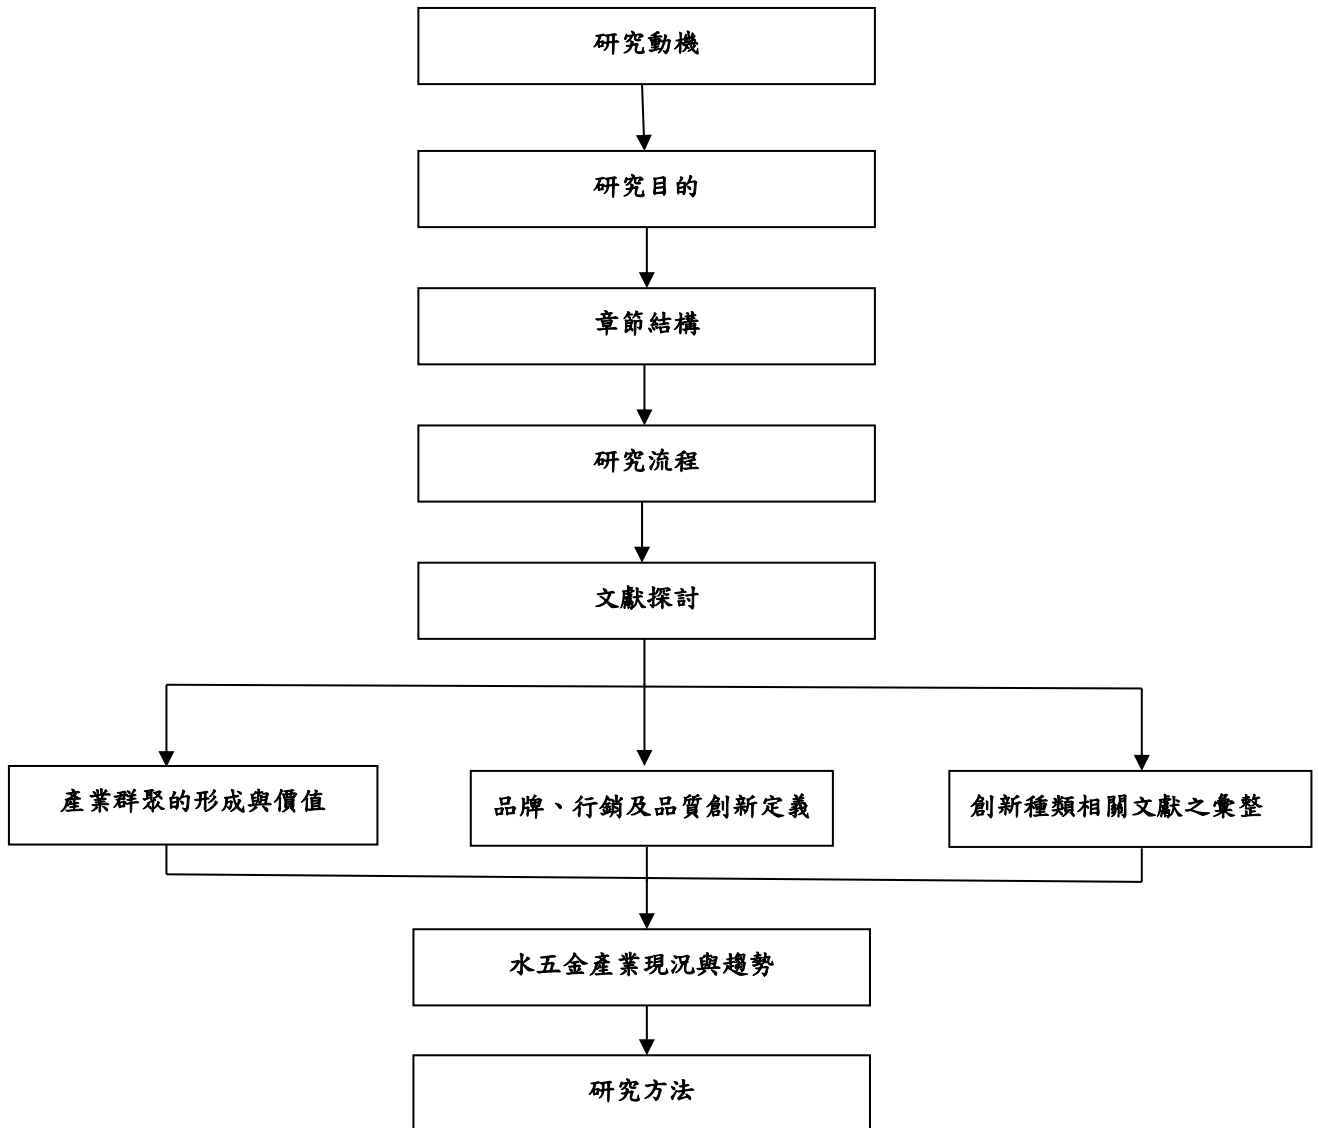 研究動機
研究目的
章節結構
研究流程
文獻探討
產業群聚的形成與價值
品牌、行銷及品質創新定義
創新種類相關文獻之彙整
水五金產業現況與趨勢
研究方法